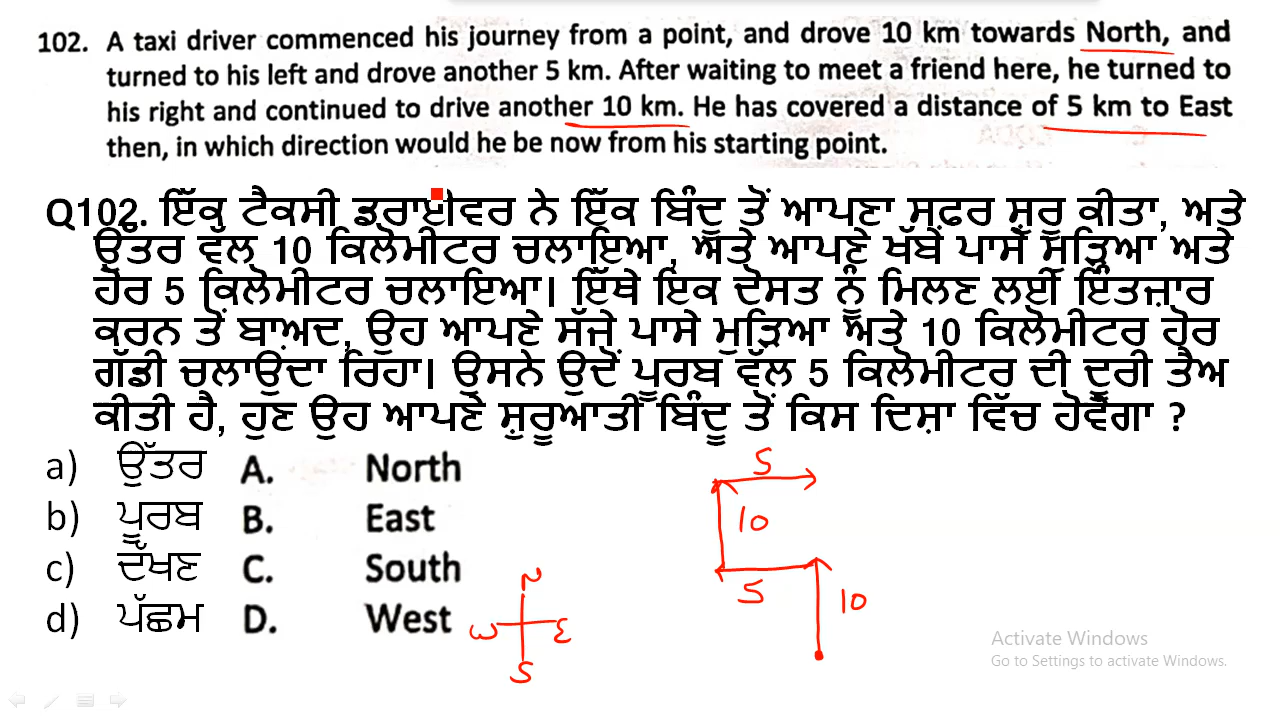 102. A taxi driver commenced his journey from a point, and drove 10 km towards North, and
turned to his left and drove another 5 km. After waiting to meet a friend here, he turned to
his right and continued to drive another 10 km. He has covered a distance of 5 km to East
then, in which direction would he be now from his starting point.
Q102. ਇੱਕ ਟੈਕਸੀ ਡਰਾਈਵਰ ਨੇ ਇੱਕ ਬਿੰਦੂ ਤੋਂ ਆਪਣਾ ਸਫ਼ਰ ਸ਼ੁਰੂ ਕੀਤਾ, ਅਤੇ
ਉੱਤਰ ਵੱਲ 10 ਕਿਲੋਮੀਟਰ ਚਲਾਇਆ, ਅਤੇ ਆਪਣੇ ਖੱਬੇ ਪਾਸੇ ਮੁੜਿਆ ਅਤੇ
ਹੋਰ 5 ਕਿਲੋਮੀਟਰ ਚਲਾਇਆ। ਇੱਥੇ ਇਕ ਦੋਸਤ ਨੂੰ ਮਿਲਣ ਲਈ ਇੰਤਜ਼ਾਰ
ਕਰਨ ਤੋਂ ਬਾਅਦ, ਉਹ ਆਪਣੇ ਸੱਜੇ ਪਾਸੇ ਮੁੜਿਆ ਅਤੇ 10 ਕਿਲੋਮੀਟਰ ਹੋਰ
ਗੱਡੀ ਚਲਾਉਂਦਾ ਰਿਹਾ। ਉਸਨੇ ਉਦੋਂ ਪੂਰਬ ਵੱਲ 5 ਕਿਲੋਮੀਟਰ ਦੀ ਦੂਰੀ ਤੈਅ
ਕੀਤੀ ਹੈ, ਹੁਣ ਉਹ ਆਪਣੇ ਸ਼ੁਰੂਆਤੀ ਬਿੰਦੂ ਤੋਂ ਕਿਸ ਦਿਸ਼ਾ ਵਿੱਚ ਹੋਵੇਗਾ ?
a) ਉੱਤਰ A. North
b) ਪੂਰਬ B. East
c) ਦੱਖਣ C. South
d) ਪੱਛਮ D. West
N
W E
S
5
10
5
10
Activate Windows
Go to Settings to activate Windows.